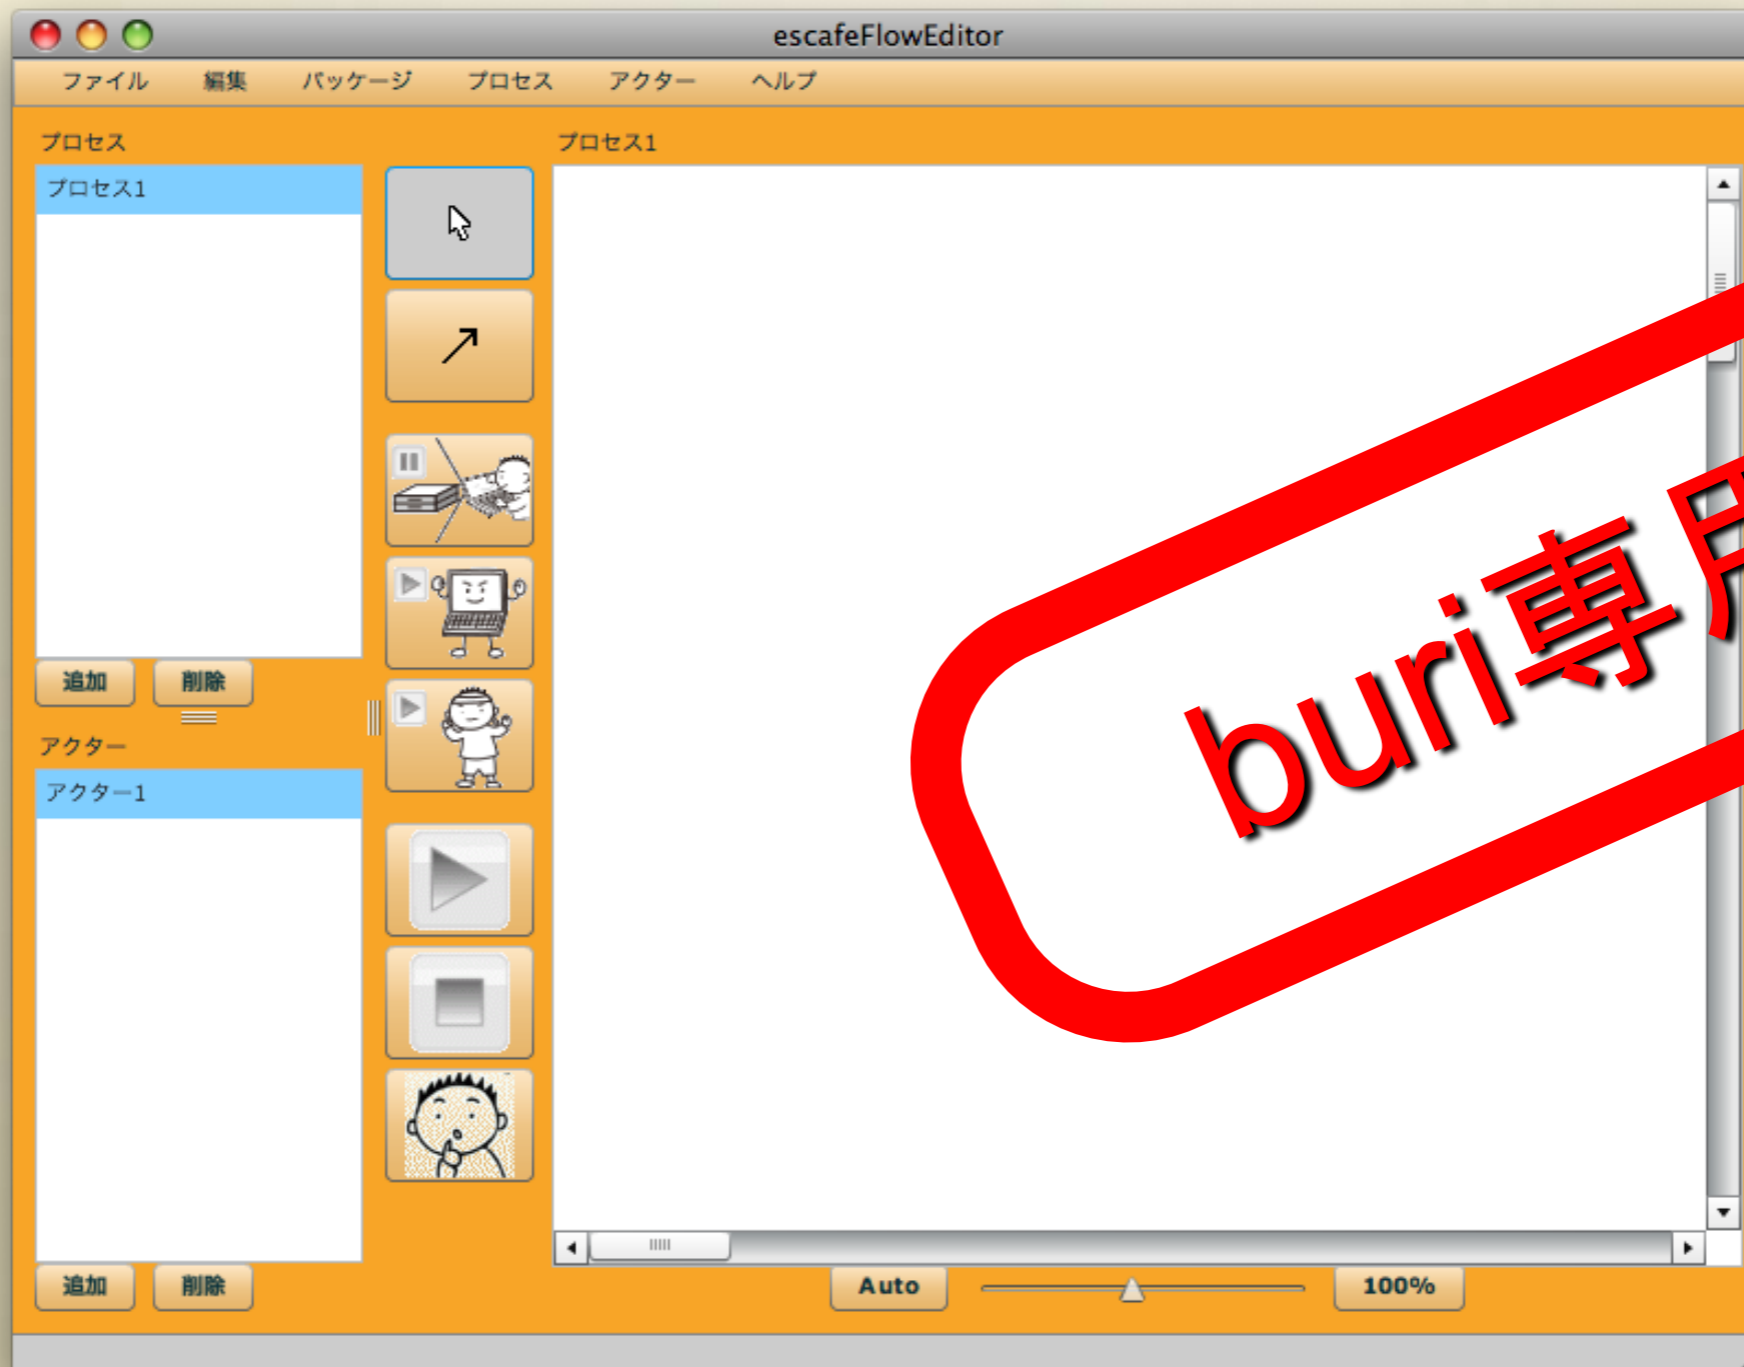 escafeFlowEditor
ファイル 編集 パッケージ プロセス アクター ヘルプ
プロセス
プロセス1
追加 削除
アクター
アクター1
追加 削除
プロセス1
buri専用
Auto 100%